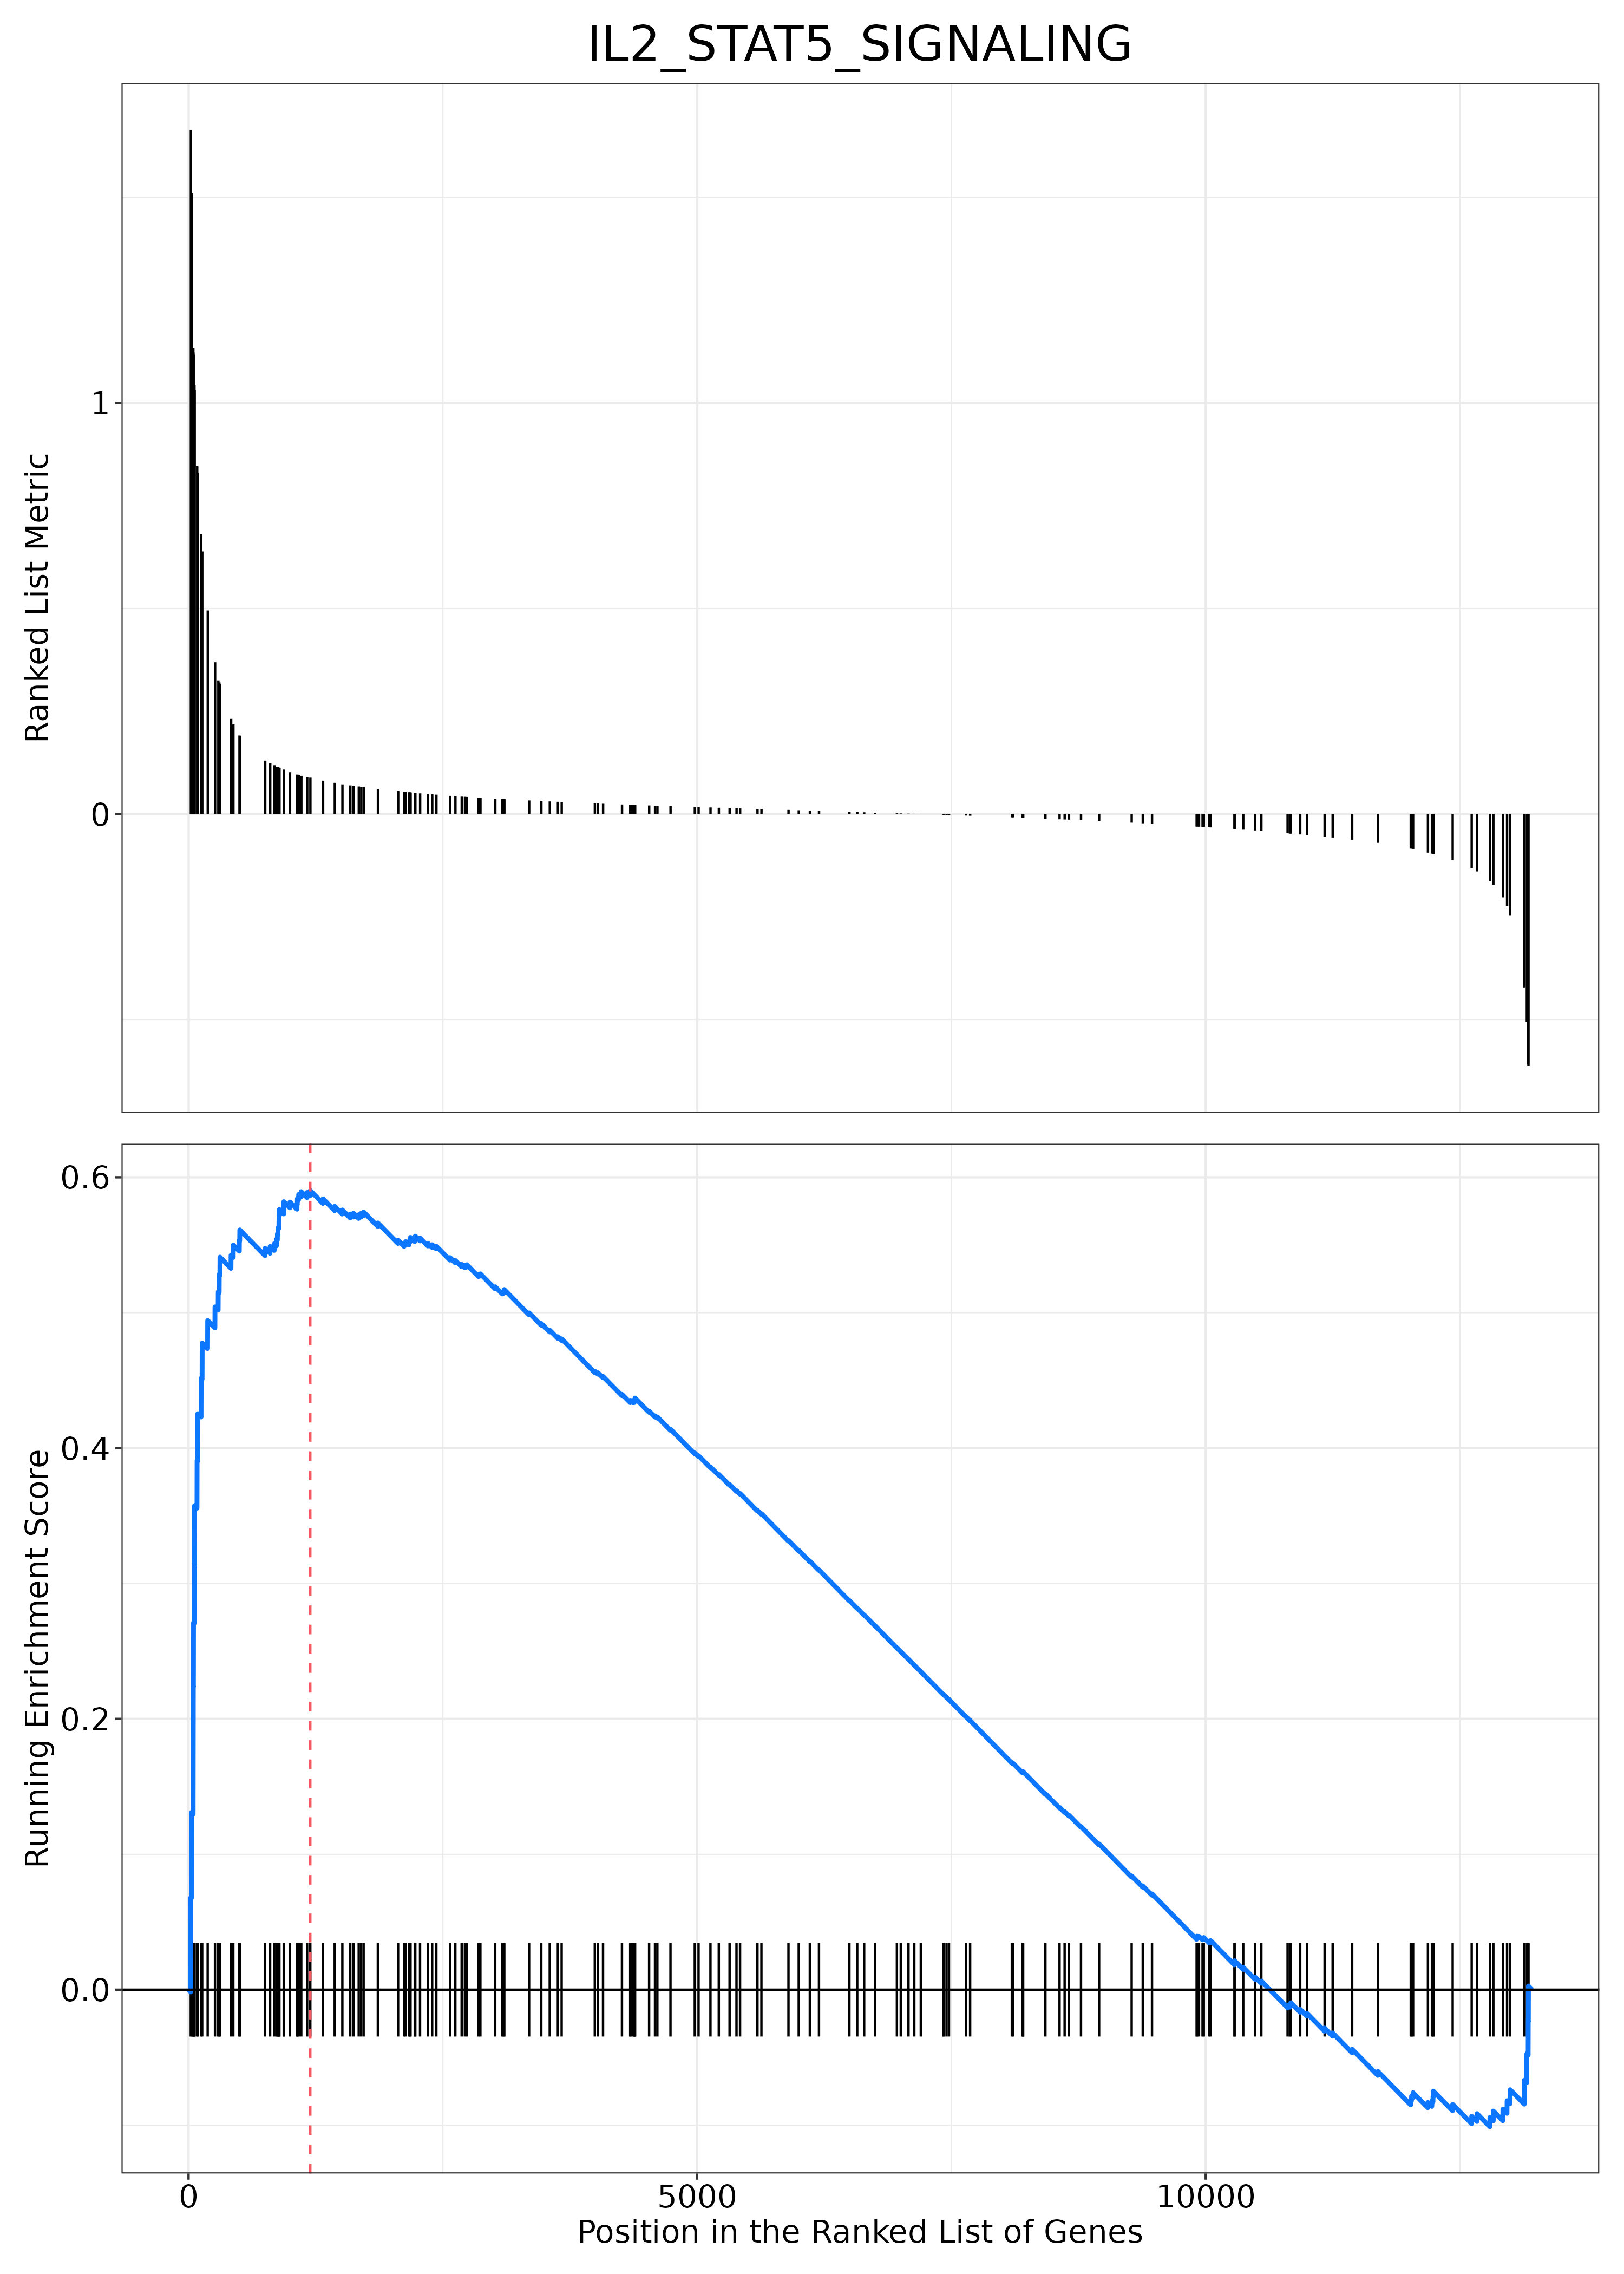 IL2_STAT5_SIGNALING
Ranked List Metric
1
0
Running Enrichment Score
0.6
0.4
0.2
0.0
0 5000 10000
Position in the Ranked List of Genes